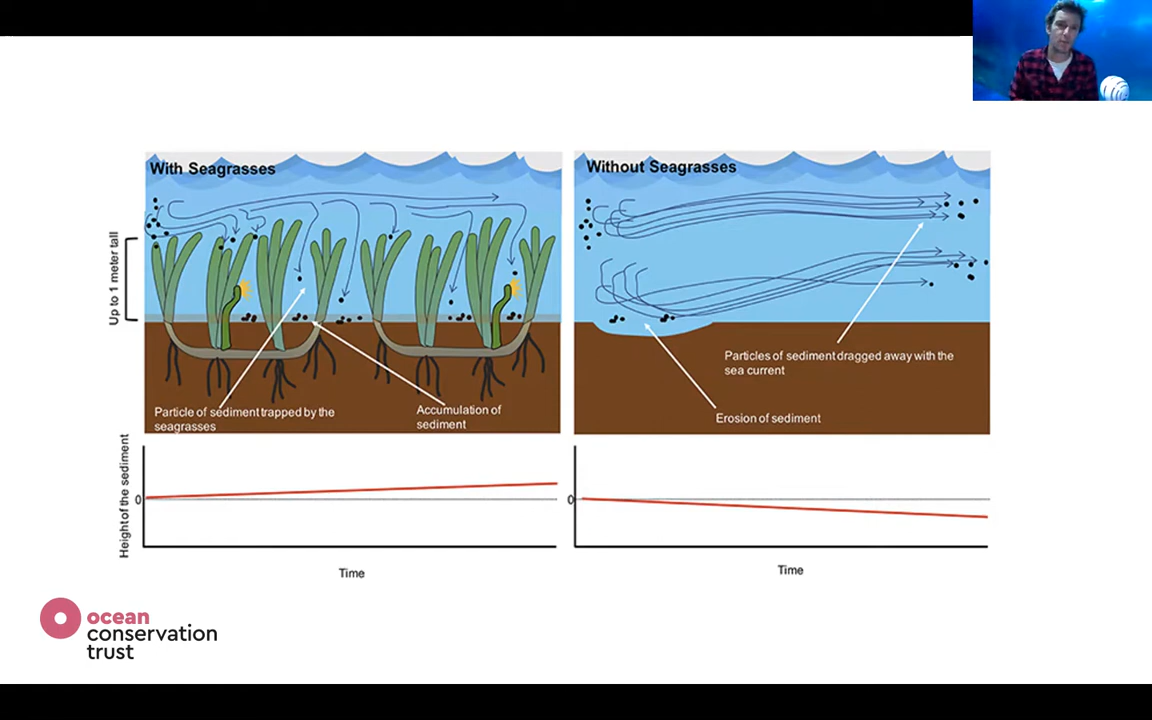 With Seagrasses
Up to 1 meter tall
Particle of sediment trapped by the
seagrasses
Accumulation of
sediment
Without Seagrasses
Particles of sediment dragged away with the
sea current
Erosion of sediment
Height of the sediment
0
Time
0
Time
ocean
conservation
trust